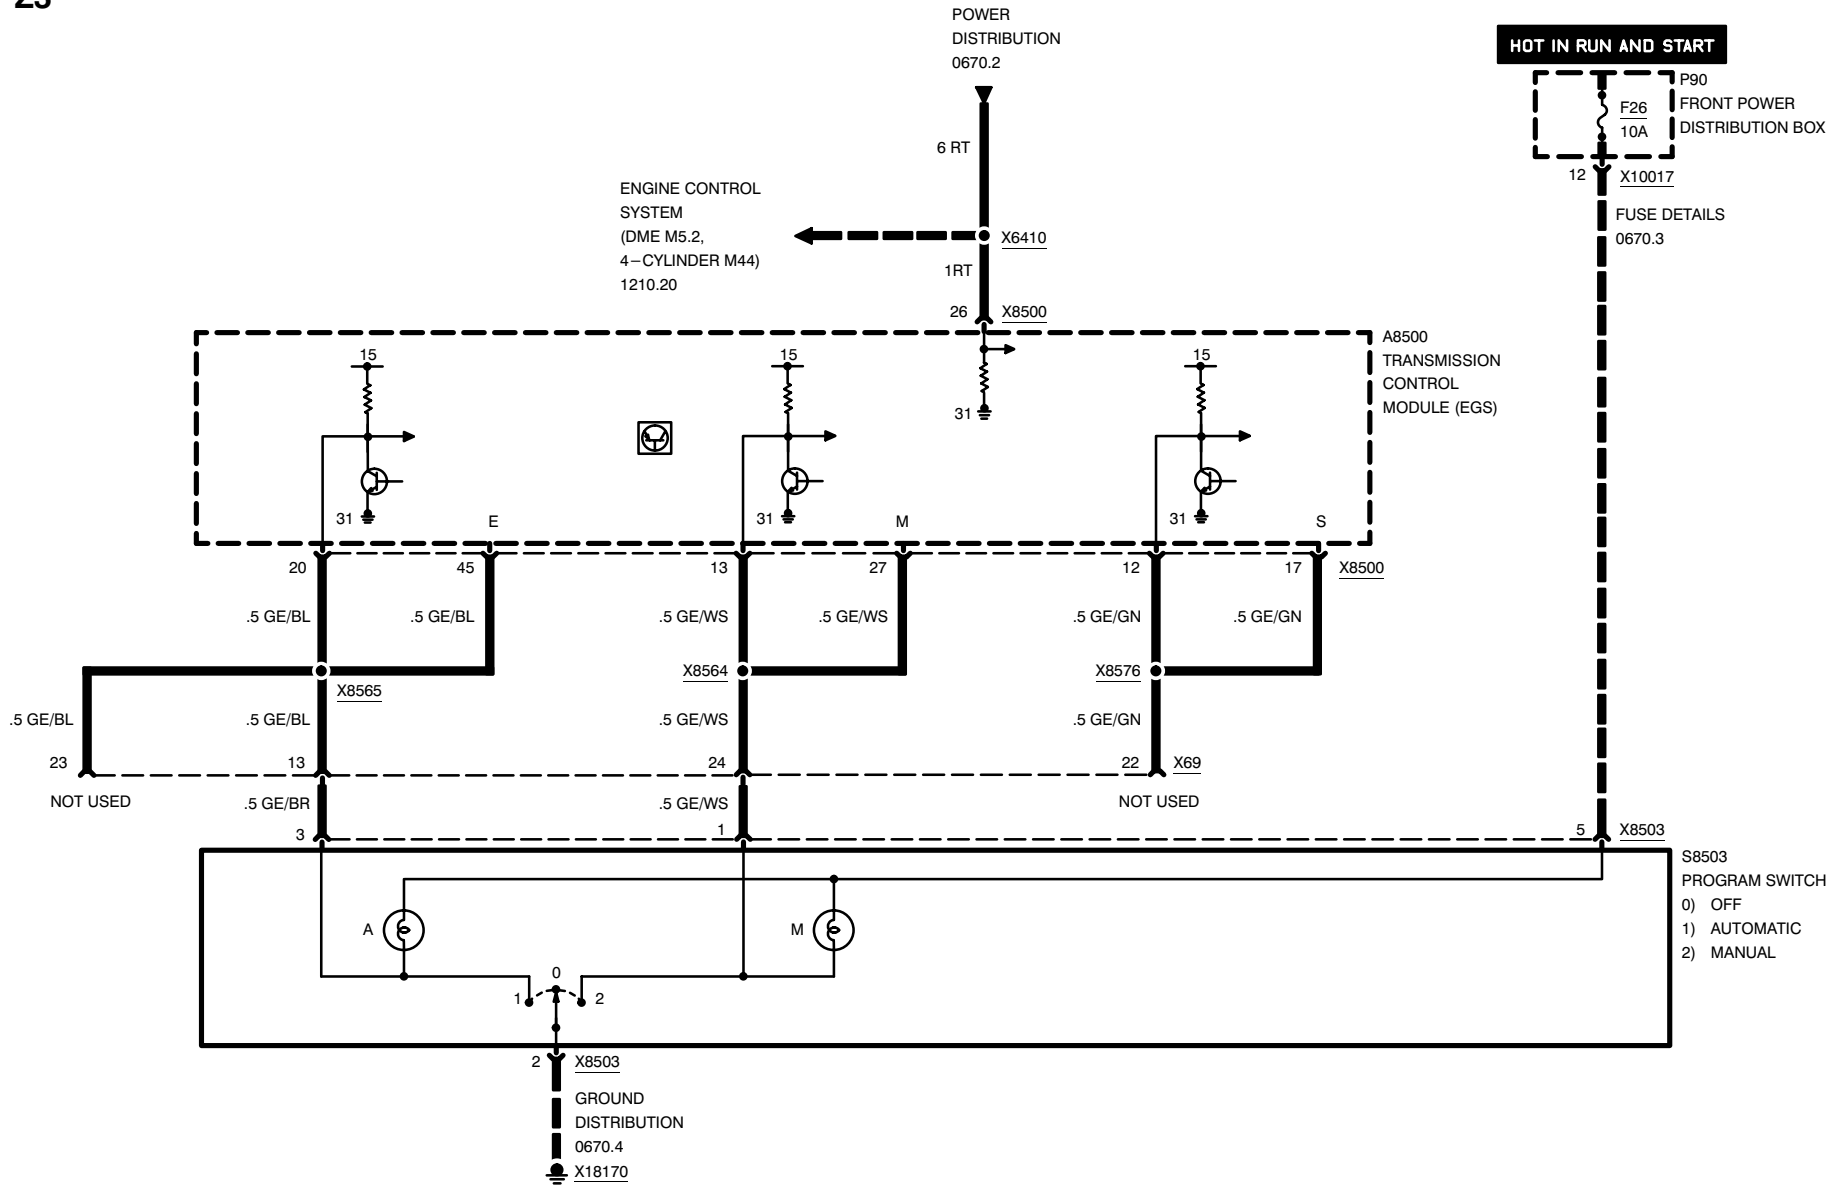 Z3
POWER
DISTRIBUTION
0670.2
HOT IN RUN AND START
P90
FRONT POWER
DISTRIBUTION BOX
F26
10A
12 X10017
FUSE DETAILS
0670.3
6 RT
ENGINE CONTROL
SYSTEM
(DME M5.2,
4-CYLINDER M44)
1210.20
X6410
1RT
26 X8500
A8500
TRANSMISSION
CONTROL
MODULE (EGS)
15 15 15
31
31 31 31
E M S
20 45 13 27 12 17 X8500
.5 GE/BL .5 GE/BL .5 GE/WS .5 GE/WS .5 GE/GN .5 GE/GN
X8565 X8564 X8576
.5 GE/BL .5 GE/BL .5 GE/WS .5 GE/GN
23 13 24 22 X69
NOT USED NOT USED
.5 GE/BR .5 GE/WS
3 1 5 X8503
S8503
PROGRAM SWITCH
0) OFF
1) AUTOMATIC
2) MANUAL
A M
0
1 2
2 X8503
GROUND
DISTRIBUTION
0670.4
X18170